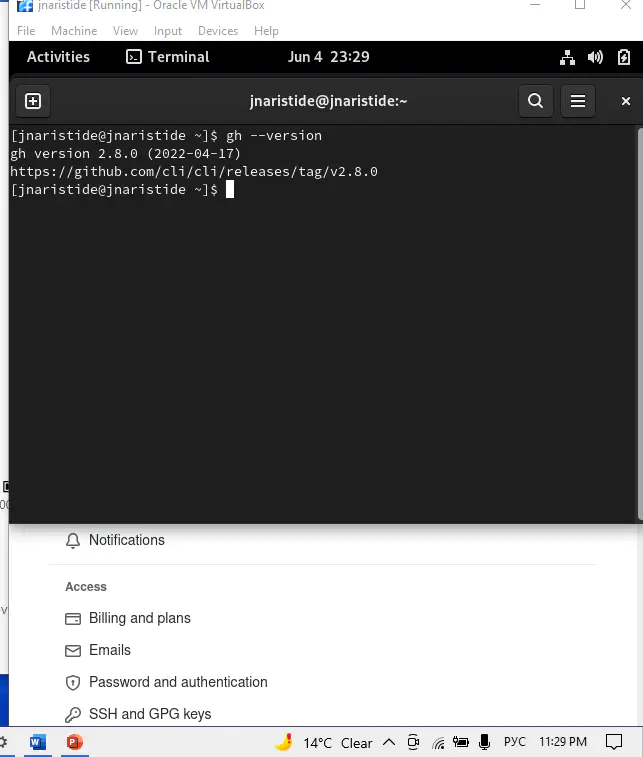 jnaristide [Running] - Oracle VM VirtualBox
File Machine View Input Devices Help
Activities Terminal Jun 4 23:29
jnaristide@jnaristide:~
[jnaristide@jnaristide ~]$ gh --version
gh version 2.8.0 (2022-04-17)
https://github.com/cli/cli/releases/tag/v2.8.0
[jnaristide@jnaristide ~]$
Notifications
Access
Billing and plans
Emails
Password and authentication
SSH and GPG keys
14°C Clear РУС 11:29 PM